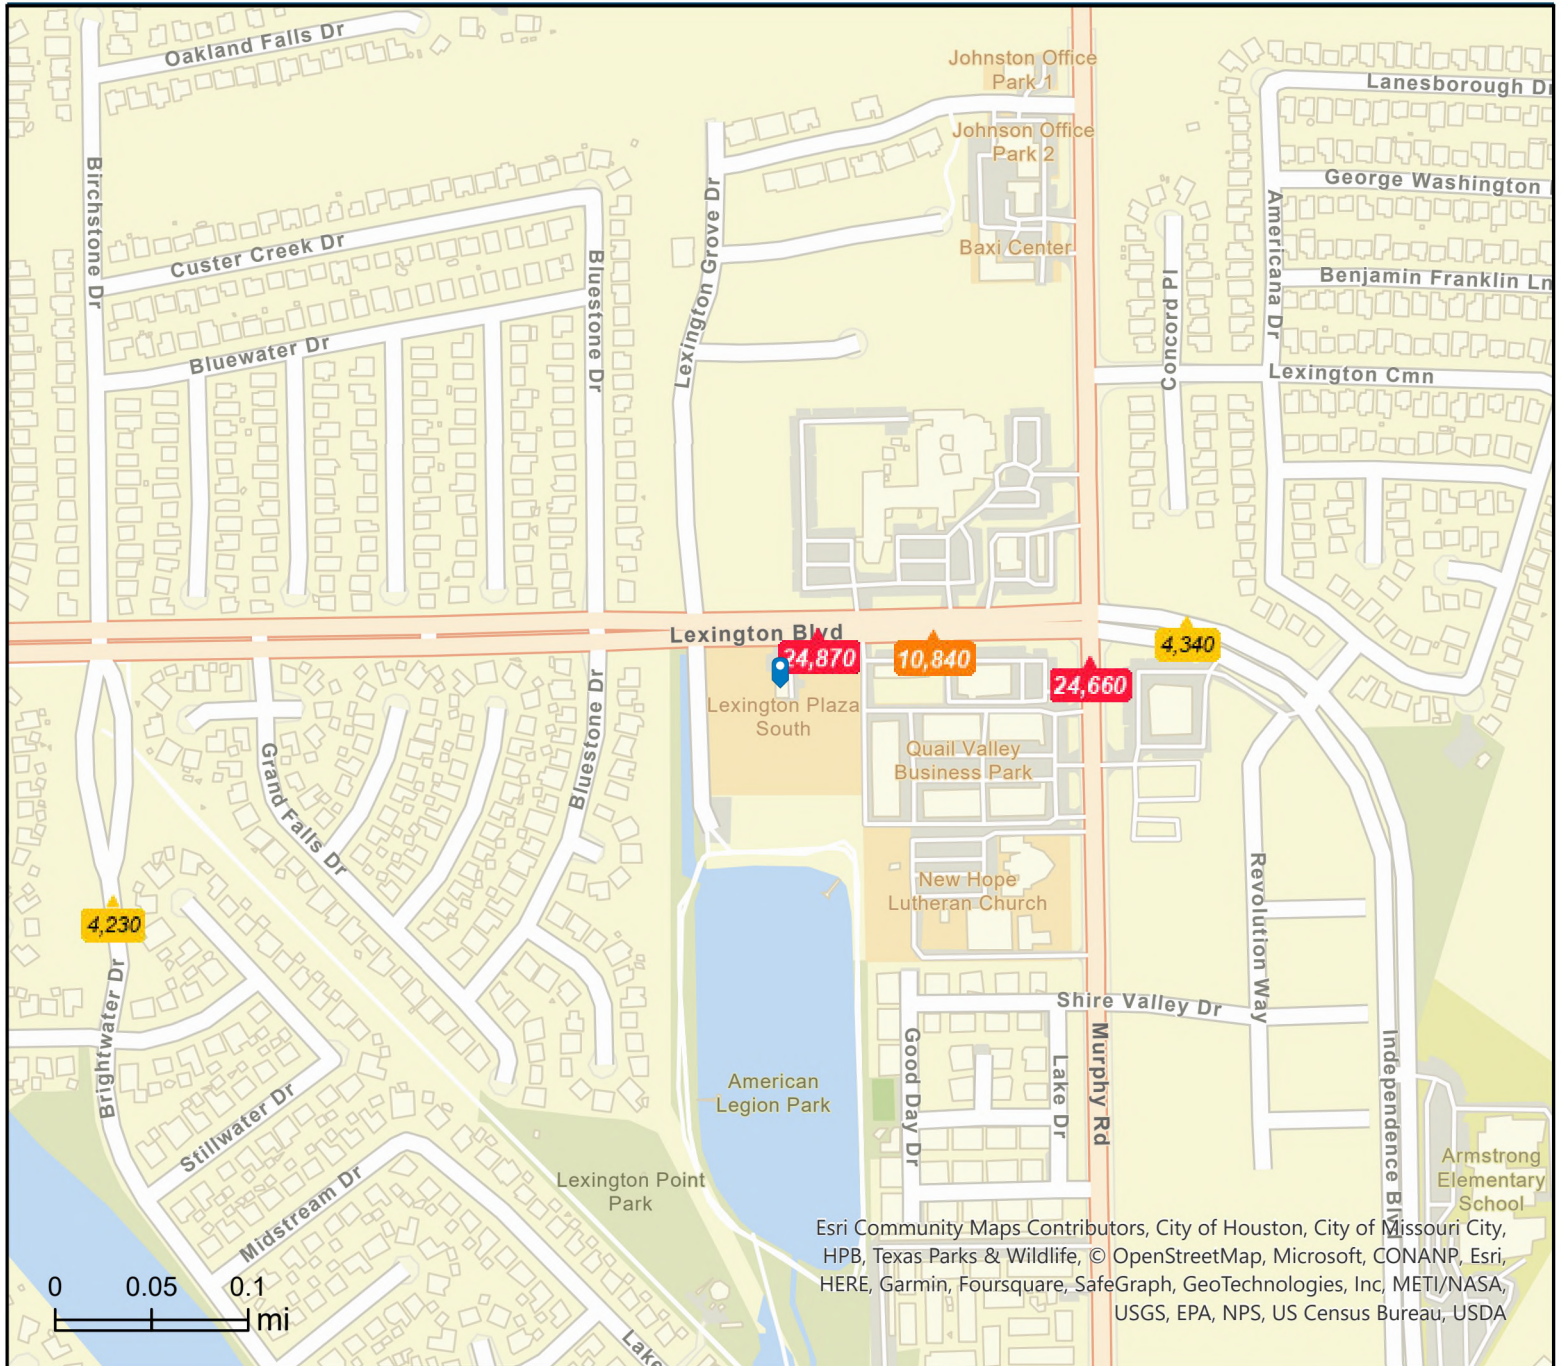 Oakland Falls Dr
Johnston Office
Park 1
Lanesborough Dr
Johnson Office
Park 2
Birchstone Dr
George Washington
Lexington Grove Dr
Americana Dr
Custer Creek Dr
Baxi Center
Bluestone Dr
Concord Pl
Benjamin Franklin Ln
Bluewater Dr
Lexington Cmn
Lexington Blvd
24,870
10,840
4,340
24,660
Lexington Plaza
South
Bluestone Dr
Grand Falls Dr
Quail Valley
Business Park
New Hope
Lutheran Church
Revolution Way
4,230
Brightwater Dr
Shire Valley Dr
Good Day Dr
Lake Dr
Murphy Rd
Independence Blvd
American
Legion Park
Stillwater Dr
Midstream Dr
Lexington Point
Park
Armstrong
Elementary
School
Esri Community Maps Contributors, City of Houston, City of Missouri City,
HPB, Texas Parks & Wildlife, © OpenStreetMap, Microsoft, CONANP, Esri,
HERE, Garmin, Foursquare, SafeGraph, GeoTechnologies, Inc, METI/NASA,
USGS, EPA, NPS, US Census Bureau, USDA
0 0.05 0.1
mi
Lake